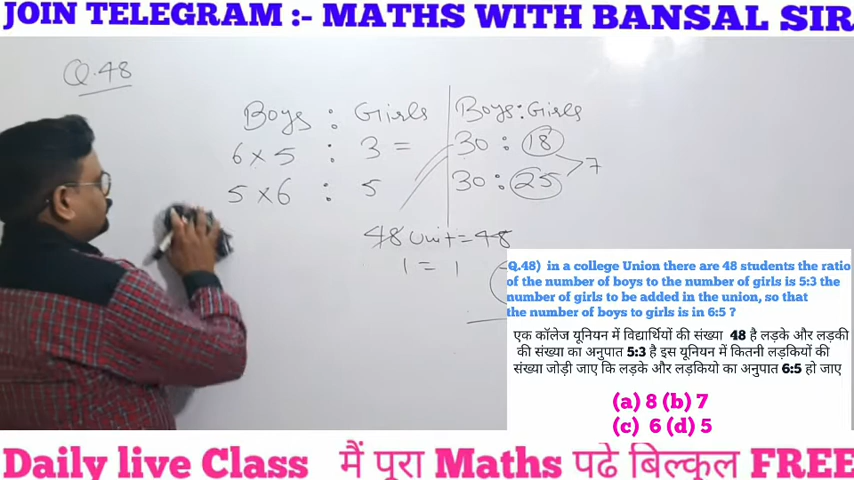 JOIN TELEGRAM :- MATHS WITH BANSAL SIR
Q.48
Boys : Girls
6 × 5 : 3 =
5 × 6 : 5
Boys : Girls
30 : 18
30 : 25
7
48 Unit = 48
1 = 1
Q.48) in a college Union there are 48 students the ratio
of the number of boys to the number of girls is 5:3 the
number of girls to be added in the union, so that
the number of boys to girls is in 6:5 ?
एक कॉलेज यूनियन में विद्यार्थियों की संख्या 48 है लड़के और लड़की
की संख्या का अनुपात 5:3 है इस यूनियन में कितनी लड़कियों की
संख्या जोड़ी जाए कि लड़के और लड़कियो का अनुपात 6:5 हो जाए
(a) 8 (b) 7
(c) 6 (d) 5
Daily live Class मैं पूरा Maths पढे बिल्कुल FREE